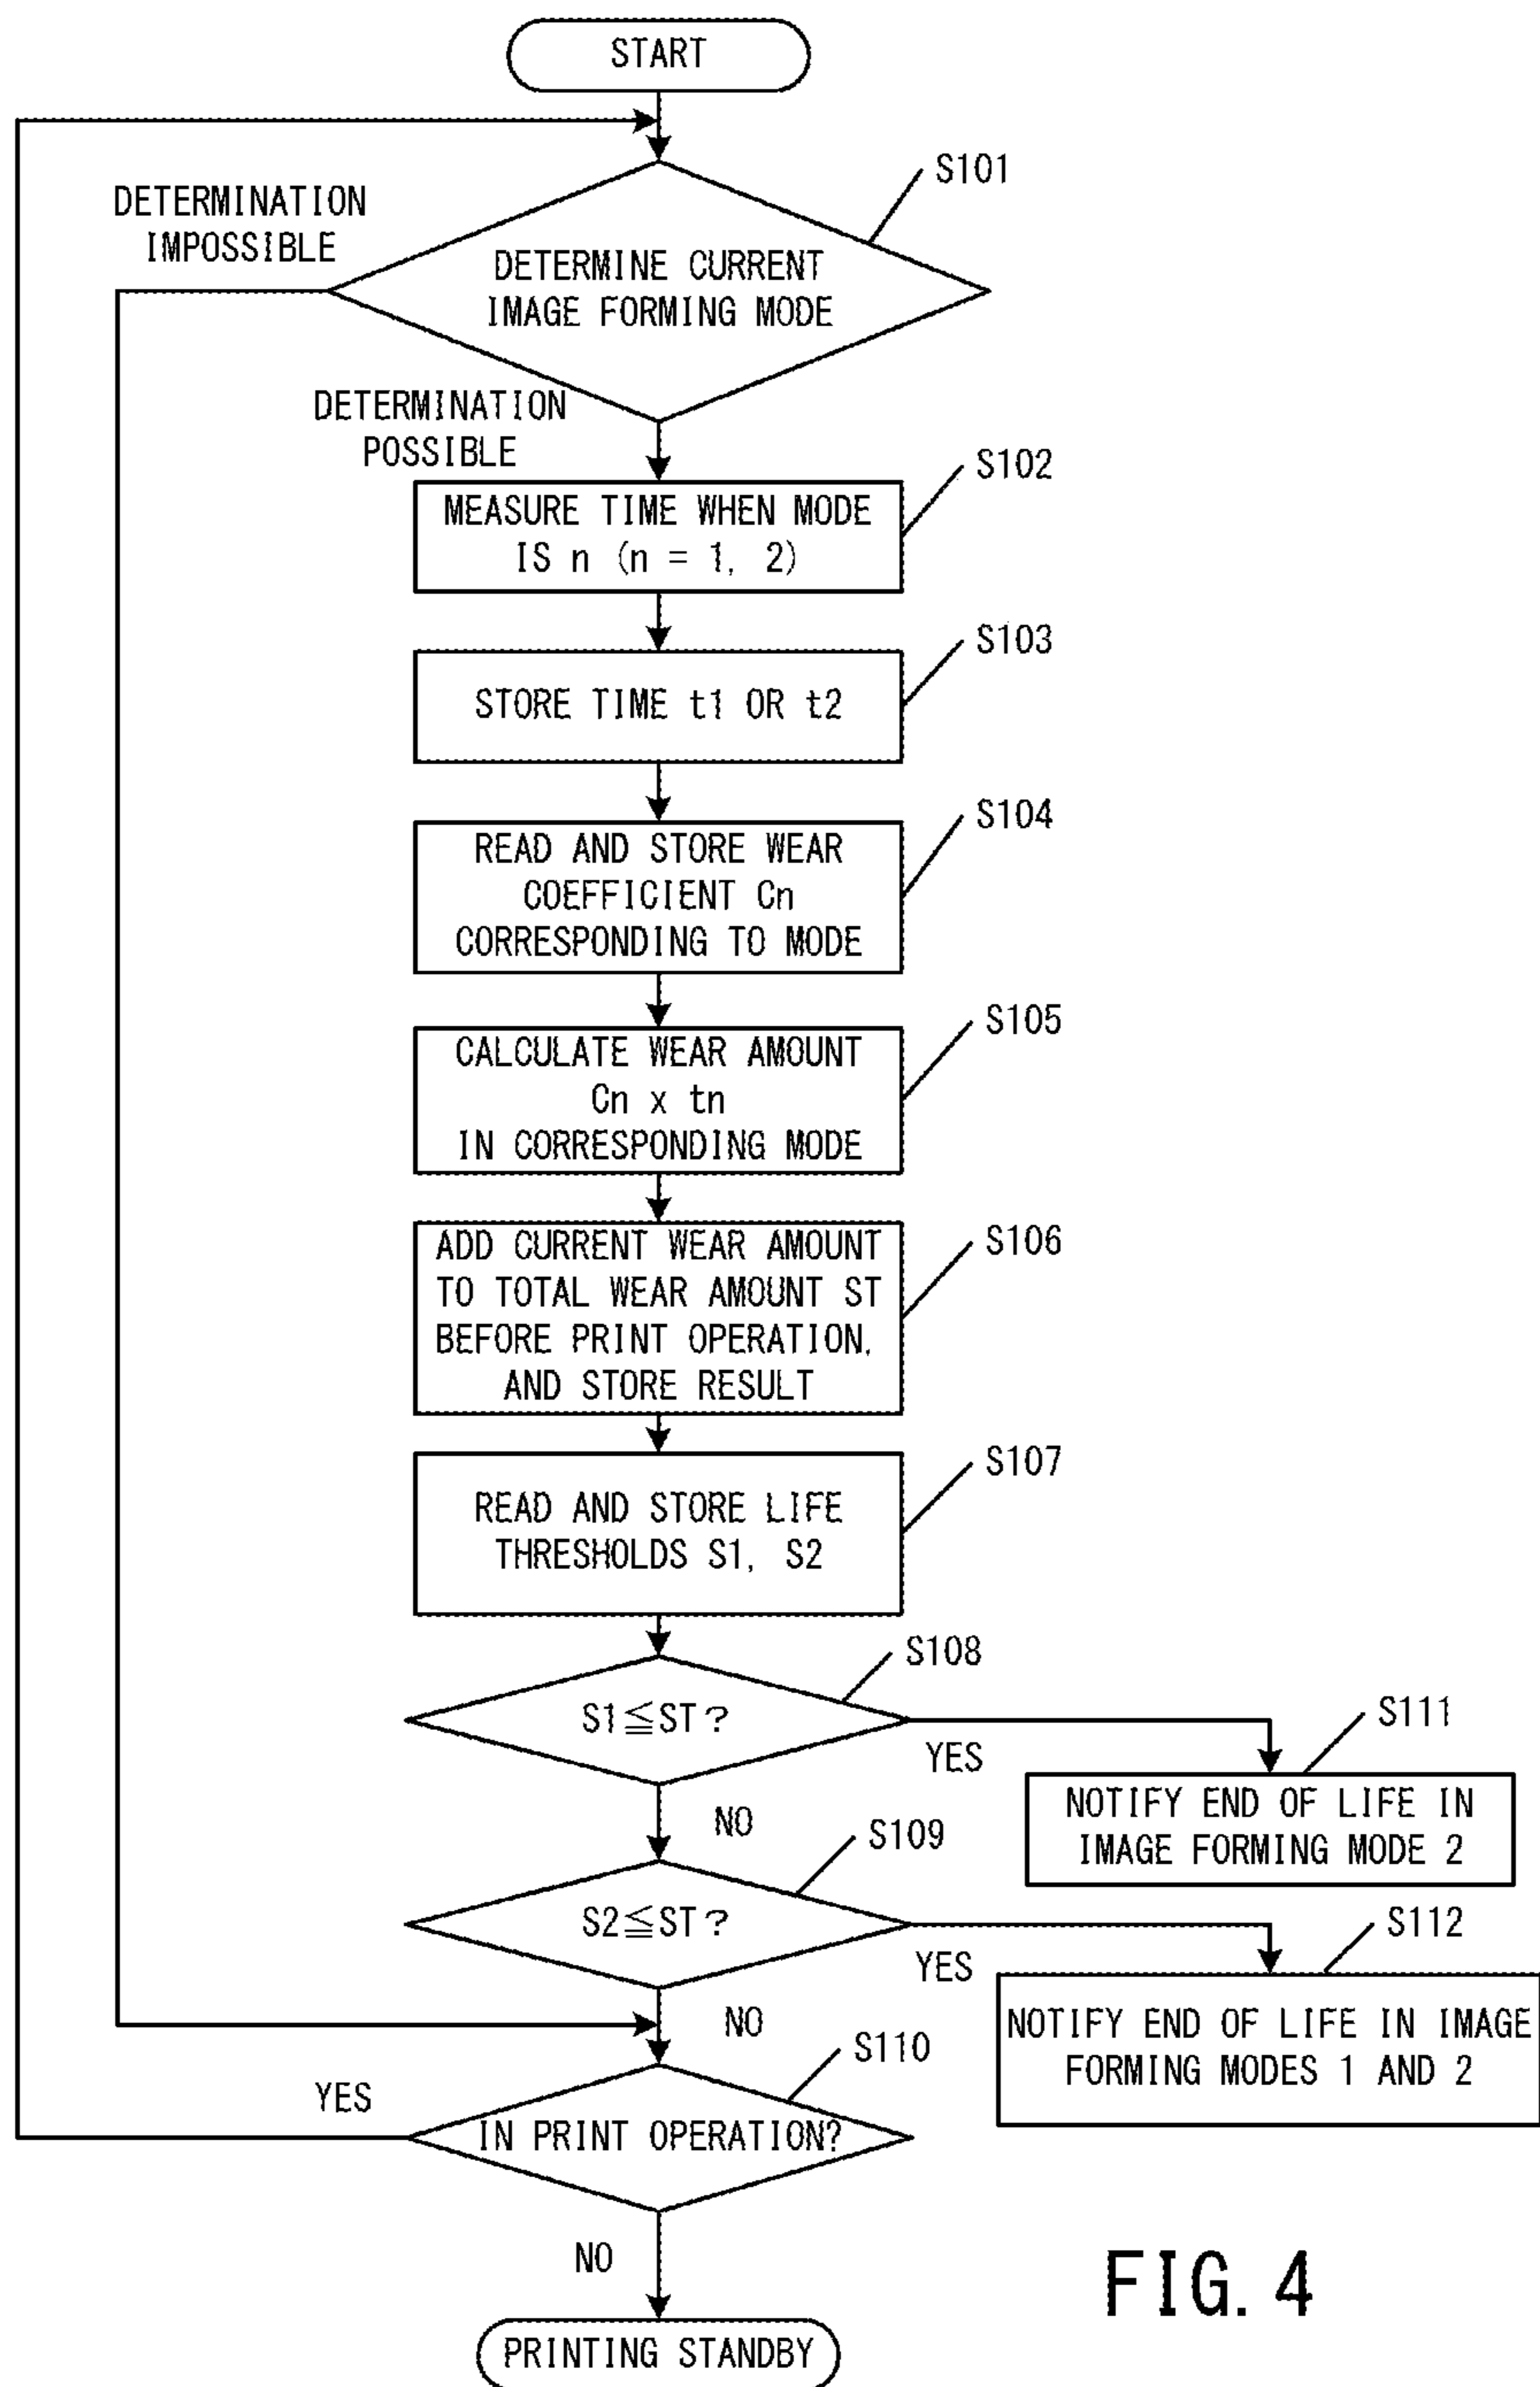 START
S101
DETERMINATION
IMPOSSIBLE
DETERMINE CURRENT
IMAGE FORMING MODE
DETERMINATION
POSSIBLE
S102
MEASURE TIME WHEN MODE
IS n (n = 1, 2)
S103
STORE TIME t1 OR t2
S104
READ AND STORE WEAR
COEFFICIENT Cn
CORRESPONDING TO MODE
S105
CALCULATE WEAR AMOUNT
Cn x tn
IN CORRESPONDING MODE
S106
ADD CURRENT WEAR AMOUNT
TO TOTAL WEAR AMOUNT ST
BEFORE PRINT OPERATION,
AND STORE RESULT
S107
READ AND STORE LIFE
THRESHOLDS S1, S2
S108
S1≦ST?
YES
S111
NOTIFY END OF LIFE IN
IMAGE FORMING MODE 2
NO
S109
S2≦ST?
YES
S112
NOTIFY END OF LIFE IN IMAGE
FORMING MODES 1 AND 2
NO
S110
YES
IN PRINT OPERATION?
NO
PRINTING STANDBY
FIG. 4